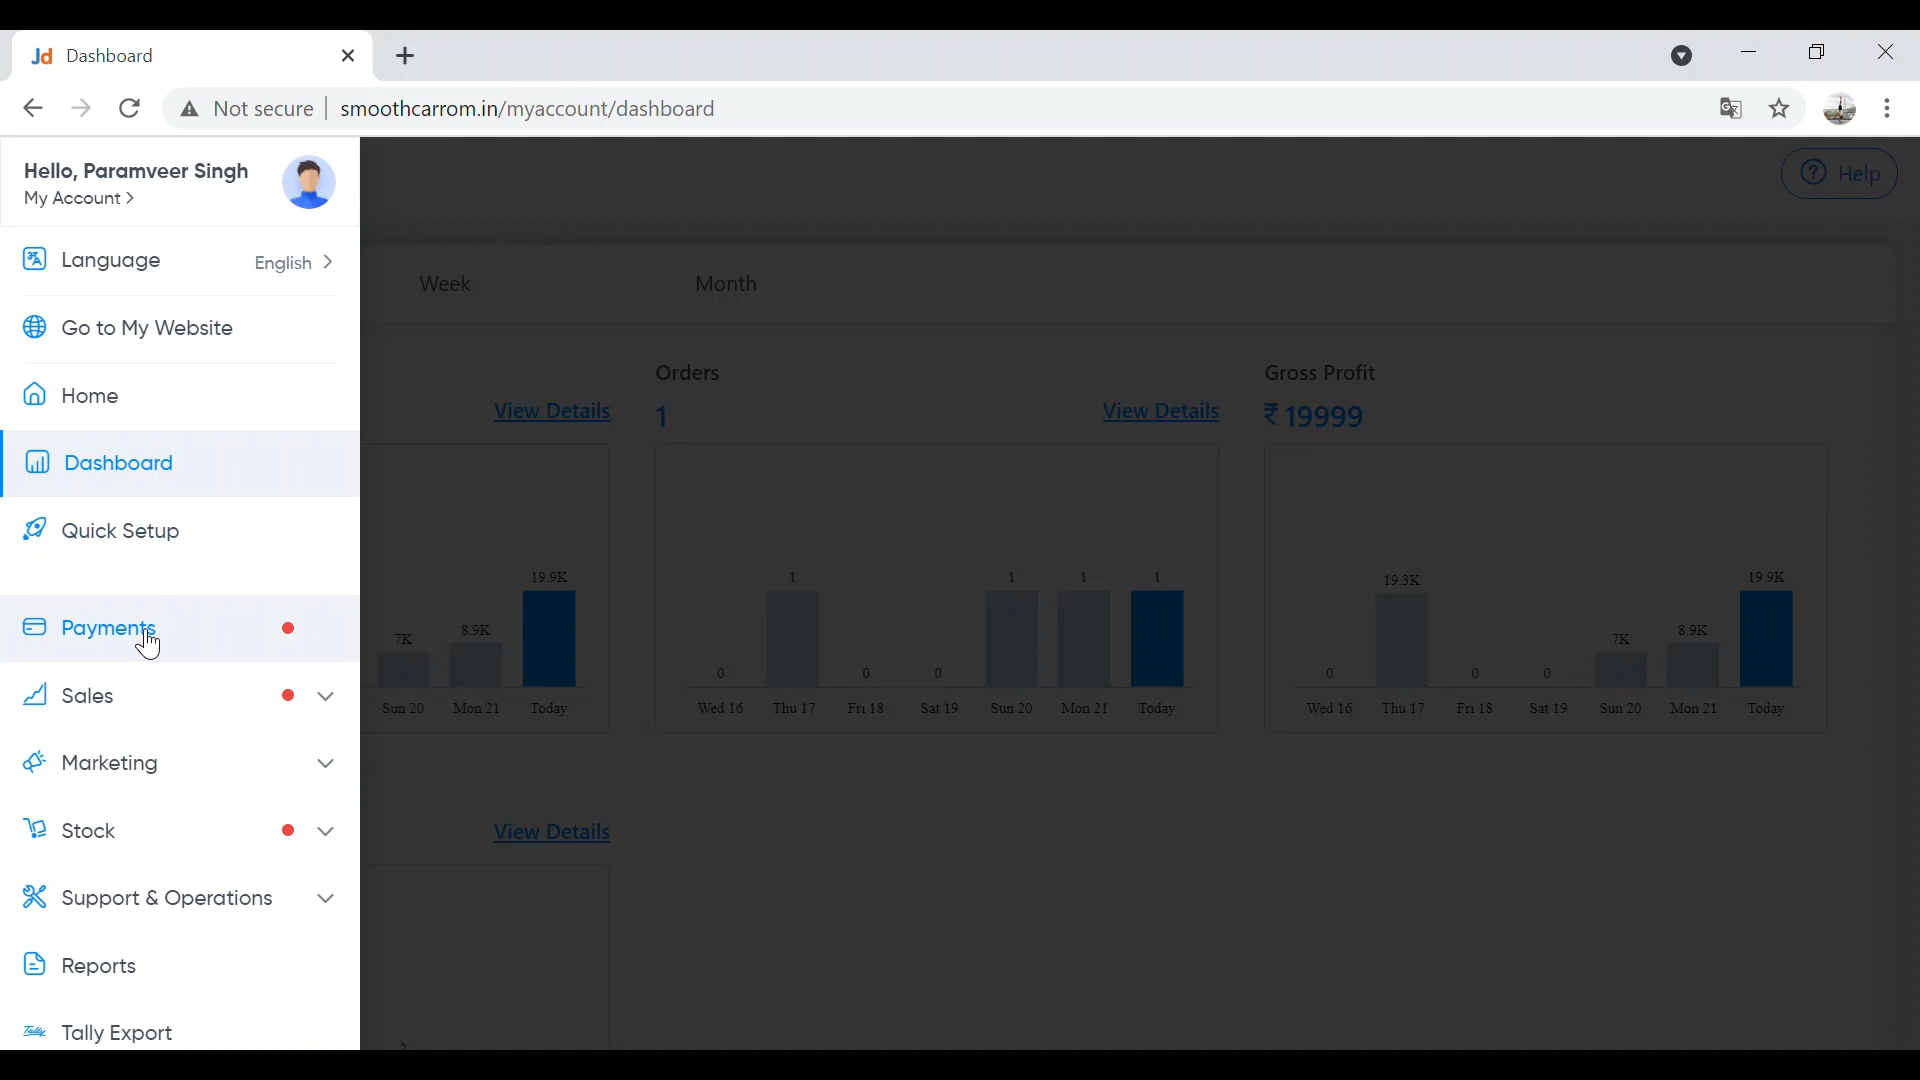 Jd Dashboard
Not secure | smoothcarrom.in/myaccount/dashboard
Hello, Paramveer Singh
My Account >
Help
Language English >
Go to My Website
Home
Dashboard
Quick Setup
Payments
Sales
Marketing
Stock
Support & Operations
Reports
Tally Tally Export
Week Month
View Details
19.9K
8.9K
7K
Sun 20 Mon 21 Today
Orders
1 View Details
0 1 0 0 1 1 1
Wed 16 Thu 17 Fri 18 Sat 19 Sun 20 Mon 21 Today
Gross Profit
₹ 19999
0 19.3K 0 0 7K 8.9K 19.9K
Wed 16 Thu 17 Fri 18 Sat 19 Sun 20 Mon 21 Today
View Details